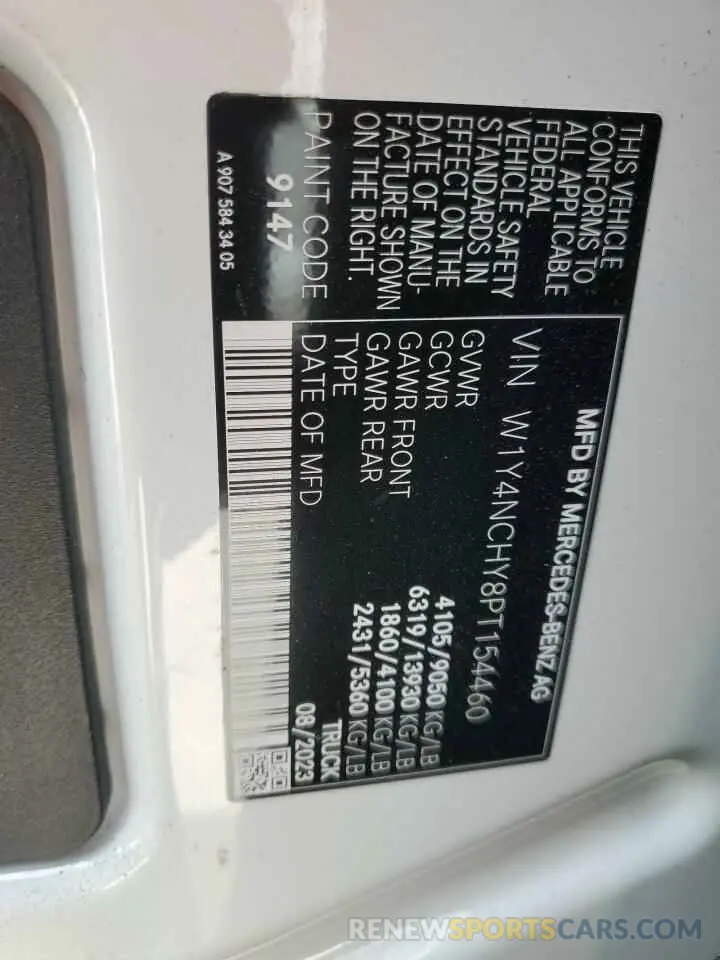 MFD BY MERCEDES-BENZ AG
VIN W1Y4NCHY8PT154460
GVWR 4105/9050 KG/LB
GCWR 6319/13930 KG/LB
GAWR FRONT 1860/4100 KG/LB
GAWR REAR 2431/5360 KG/LB
TYPE TRUCK
DATE OF MFD 08/2023
THIS VEHICLE
CONFORMS TO
ALL APPLICABLE
FEDERAL
VEHICLE SAFETY
STANDARDS IN
EFFECT ON THE
DATE OF MANU-
FACTURE SHOWN
ON THE RIGHT.
PAINT CODE
9147
A 907 584 34 05
RENEWSPORTSCARS.COM